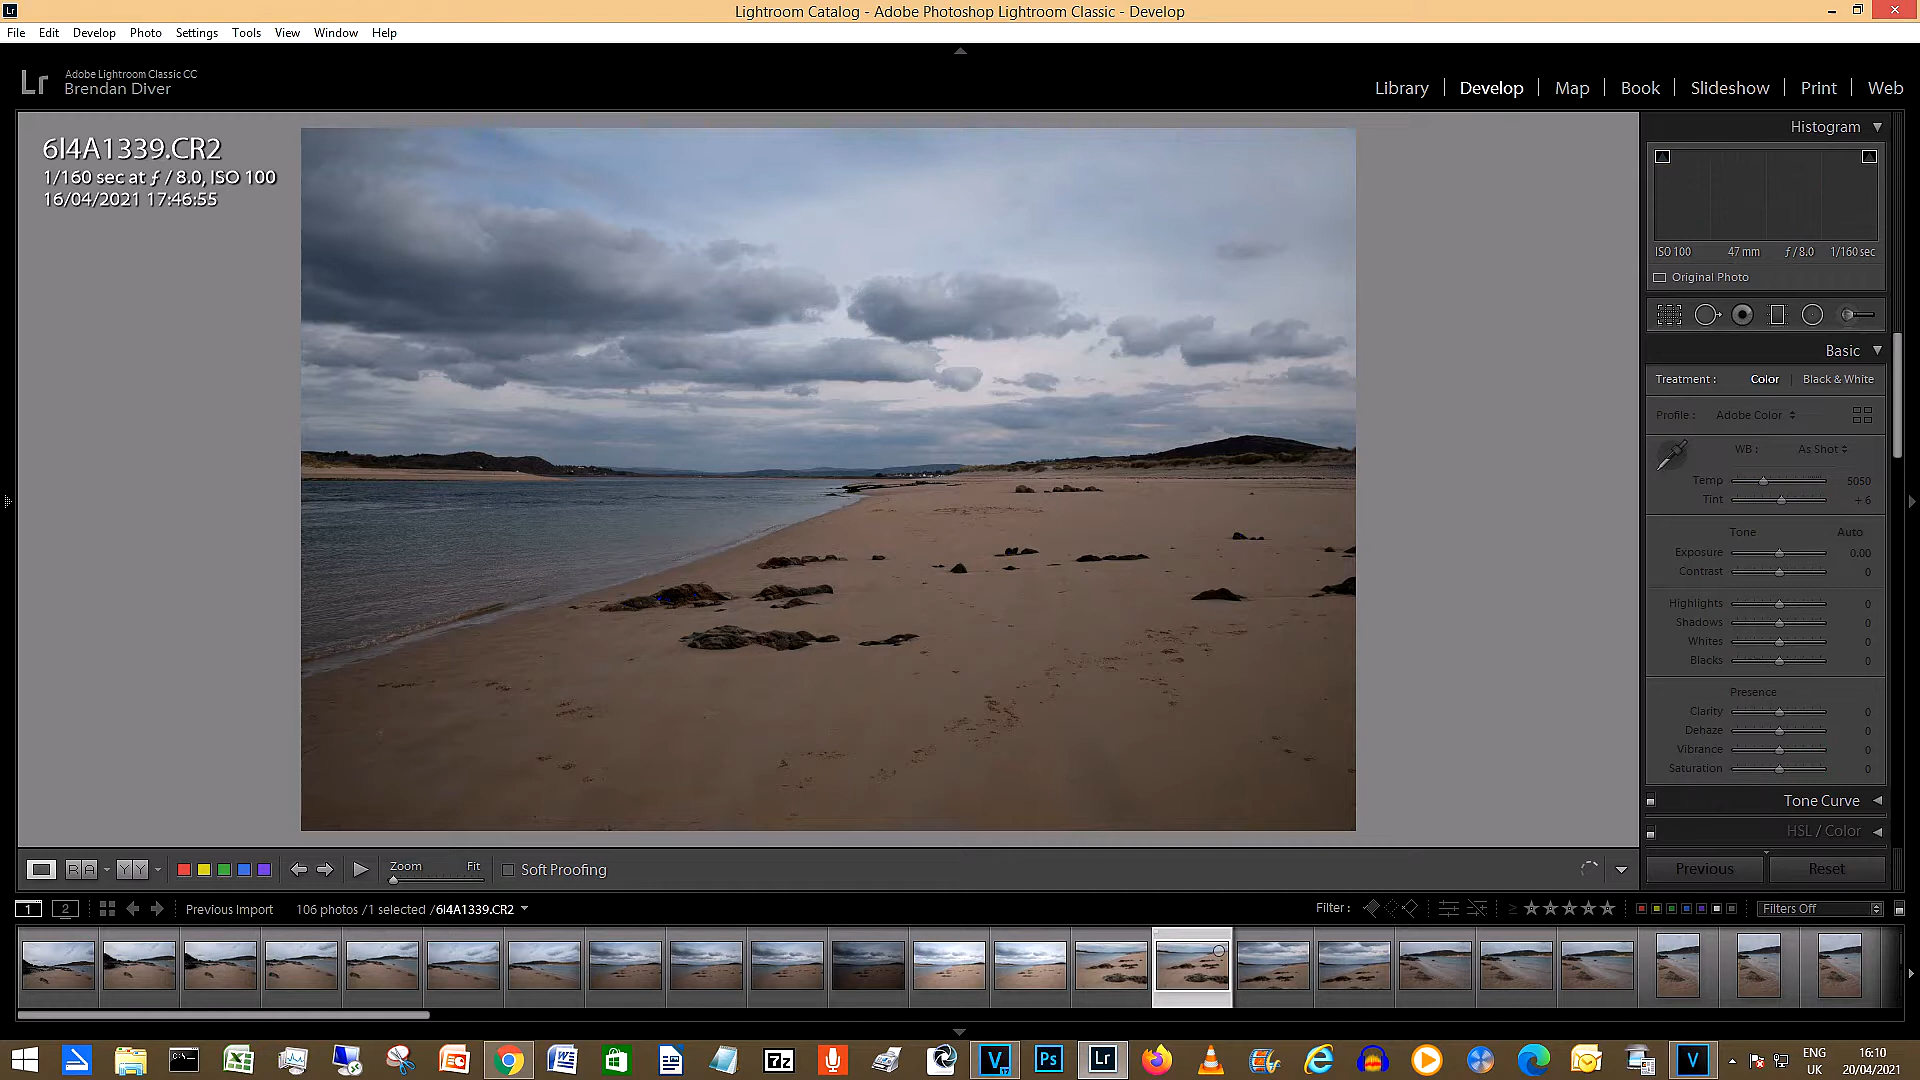 Lr
Lightroom Catalog - Adobe Photoshop Lightroom Classic - Develop
File Edit Develop Photo Settings Tools View Window Help
Lr
Adobe Lightroom Classic CC
Brendan Diver
Library | Develop | Map | Book | Slideshow | Print | Web
6I4A1339.CR2
1/160 sec at ƒ / 8.0, ISO 100
16/04/2021 17:46:55
Histogram
ISO 100 47 mm ƒ / 8.0 1/160 sec
Original Photo
Basic
Treatment : Color | Black & White
Profile : Adobe Color
WB : As Shot
Temp 5050
Tint + 6
Tone Auto
Exposure 0.00
Contrast 0
Highlights 0
Shadows 0
Whites 0
Blacks 0
Presence
Clarity 0
Dehaze 0
Vibrance 0
Saturation 0
Tone Curve
HSL / Color
Previous Reset
R A Y Y Zoom Fit Soft Proofing
1 2 Previous Import 106 photos /1 selected /6I4A1339.CR2 Filter : Filters Off
7z V 17 Ps Lr V
ENG
UK
16:10
20/04/2021